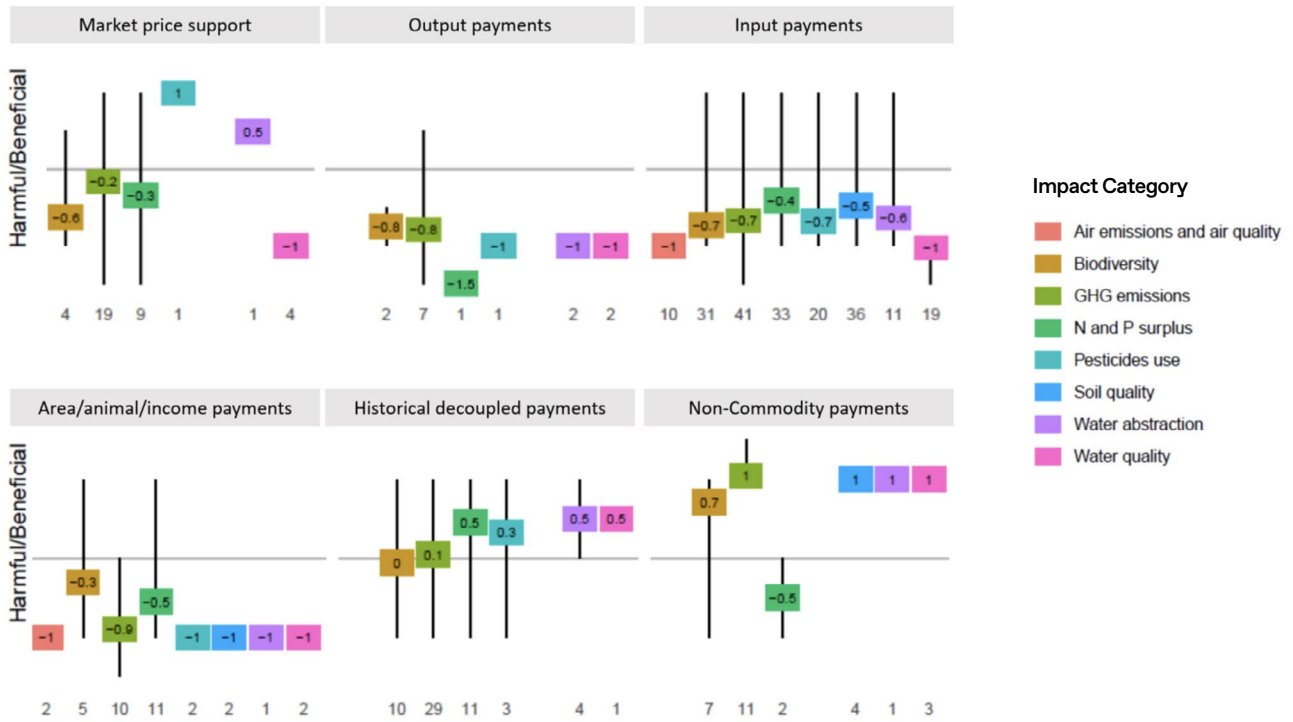 Market price support
Output payments
Input payments
Harmful/Beneficial
1
0.5
−0.2
−0.3
−0.6
−1
4 19 9 1 1 4
−0.8 −0.8
−1 −1 −1
−1.5
2 7 1 1 2 2
−1 −0.7 −0.7 −0.4 −0.7 −0.5 −0.6 −1
10 31 41 33 20 36 11 19
Impact Category
Air emissions and air quality
Biodiversity
GHG emissions
N and P surplus
Pesticides use
Soil quality
Water abstraction
Water quality
Area/animal/income payments
Historical decoupled payments
Non-Commodity payments
Harmful/Beneficial
−1 −0.3 −0.9 −0.5 −1 −1 −1 −1
2 5 10 11 2 2 1 2
0 0.1 0.5 0.3 0.5 0.5
10 29 11 3 4 1
0.7 1 −0.5 1 1 1
7 11 2 4 1 3